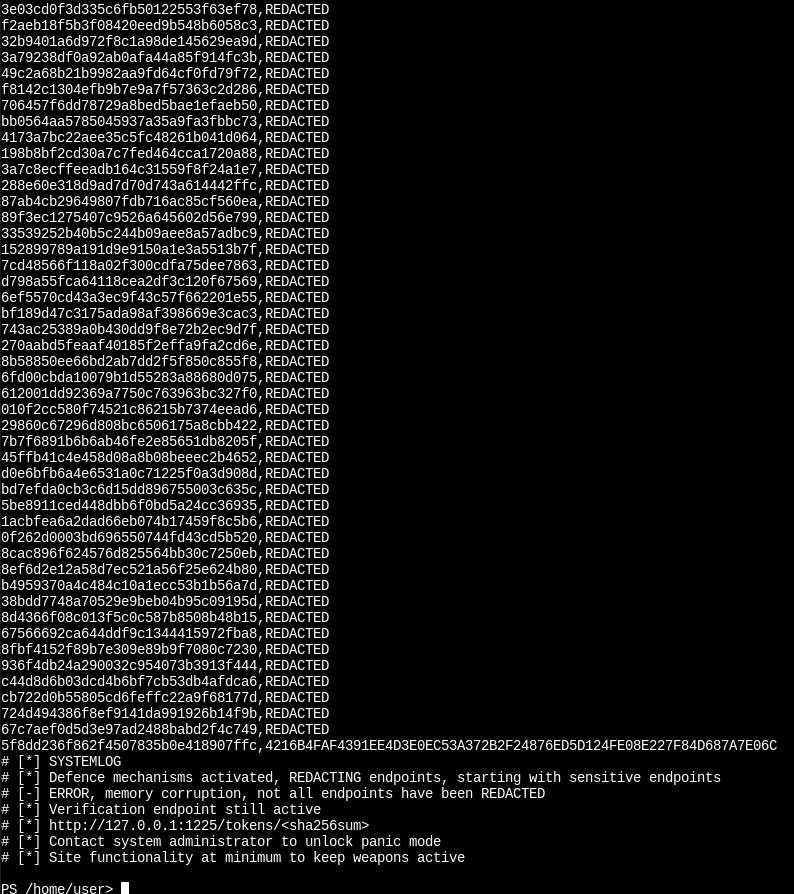 3e03cd0f3d335c6fb50122553f63ef78,REDACTED
f2aeb18f5b3f08420eed9b548b6058c3,REDACTED
32b9401a6d972f8c1a98de145629ea9d,REDACTED
3a79238df0a92ab0afa44a85f914fc3b,REDACTED
49c2a68b21b9982aa9fd64cf0fd79f72,REDACTED
f8142c1304efb9b7e9a7f57363c2d286,REDACTED
706457f6dd78729a8bed5bae1efaeb50,REDACTED
bb0564aa5785045937a35a9fa3fbbc73,REDACTED
4173a7bc22aee35c5fc48261b041d064,REDACTED
198b8bf2cd30a7c7fed464cca1720a88,REDACTED
3a7c8ecffeeadb164c31559f8f24a1e7,REDACTED
288e60e318d9ad7d70d743a614442ffc,REDACTED
87ab4cb29649807fdb716ac85cf560ea,REDACTED
89f3ec1275407c9526a645602d56e799,REDACTED
33539252b40b5c244b09aee8a57adbc9,REDACTED
152899789a191d9e9150a1e3a5513b7f,REDACTED
7cd48566f118a02f300cdfa75dee7863,REDACTED
d798a55fca64118cea2df3c120f67569,REDACTED
6ef5570cd43a3ec9f43c57f662201e55,REDACTED
bf189d47c3175ada98af398669e3cac3,REDACTED
743ac25389a0b430dd9f8e72b2ec9d7f,REDACTED
270aabd5feaaf40185f2effa9fa2cd6e,REDACTED
8b58850ee66bd2ab7dd2f5f850c855f8,REDACTED
6fd00cbda10079b1d55283a88680d075,REDACTED
612001dd92369a7750c763963bc327f0,REDACTED
010f2cc580f74521c86215b7374eead6,REDACTED
29860c67296d808bc6506175a8cbb422,REDACTED
7b7f6891b6b6ab46fe2e85651db8205f,REDACTED
45ffb41c4e458d08a8b08beeec2b4652,REDACTED
d0e6bfb6a4e6531a0c71225f0a3d908d,REDACTED
bd7efda0cb3c6d15dd896755003c635c,REDACTED
5be8911ced448dbb6f0bd5a24cc36935,REDACTED
1acbfea6a2dad66eb074b17459f8c5b6,REDACTED
0f262d0003bd696550744fd43cd5b520,REDACTED
8cac896f624576d825564bb30c7250eb,REDACTED
8ef6d2e12a58d7ec521a56f25e624b80,REDACTED
b4959370a4c484c10a1ecc53b1b56a7d,REDACTED
38bdd7748a70529e9beb04b95c09195d,REDACTED
8d4366f08c013f5c0c587b8508b48b15,REDACTED
67566692ca644ddf9c1344415972fba8,REDACTED
8fbf4152f89b7e309e89b9f7080c7230,REDACTED
936f4db24a290032c954073b3913f444,REDACTED
c44d8d6b03dcd4b6bf7cb53db4afdca6,REDACTED
cb722d0b55805cd6feffc22a9f68177d,REDACTED
724d494386f8ef9141da991926b14f9b,REDACTED
67c7aef0d5d3e97ad2488babd2f4c749,REDACTED
5f8dd236f862f4507835b0e418907ffc,4216B4FAF4391EE4D3E0EC53A372B2F24876ED5D124FE08E227F84D687A7E06C
# [*] SYSTEMLOG
# [*] Defence mechanisms activated, REDACTING endpoints, starting with sensitive endpoints
# [-] ERROR, memory corruption, not all endpoints have been REDACTED
# [*] Verification endpoint still active
# [*] http://127.0.0.1:1225/tokens/<sha256sum>
# [*] Contact system administrator to unlock panic mode
# [*] Site functionality at minimum to keep weapons active
PS /home/user>